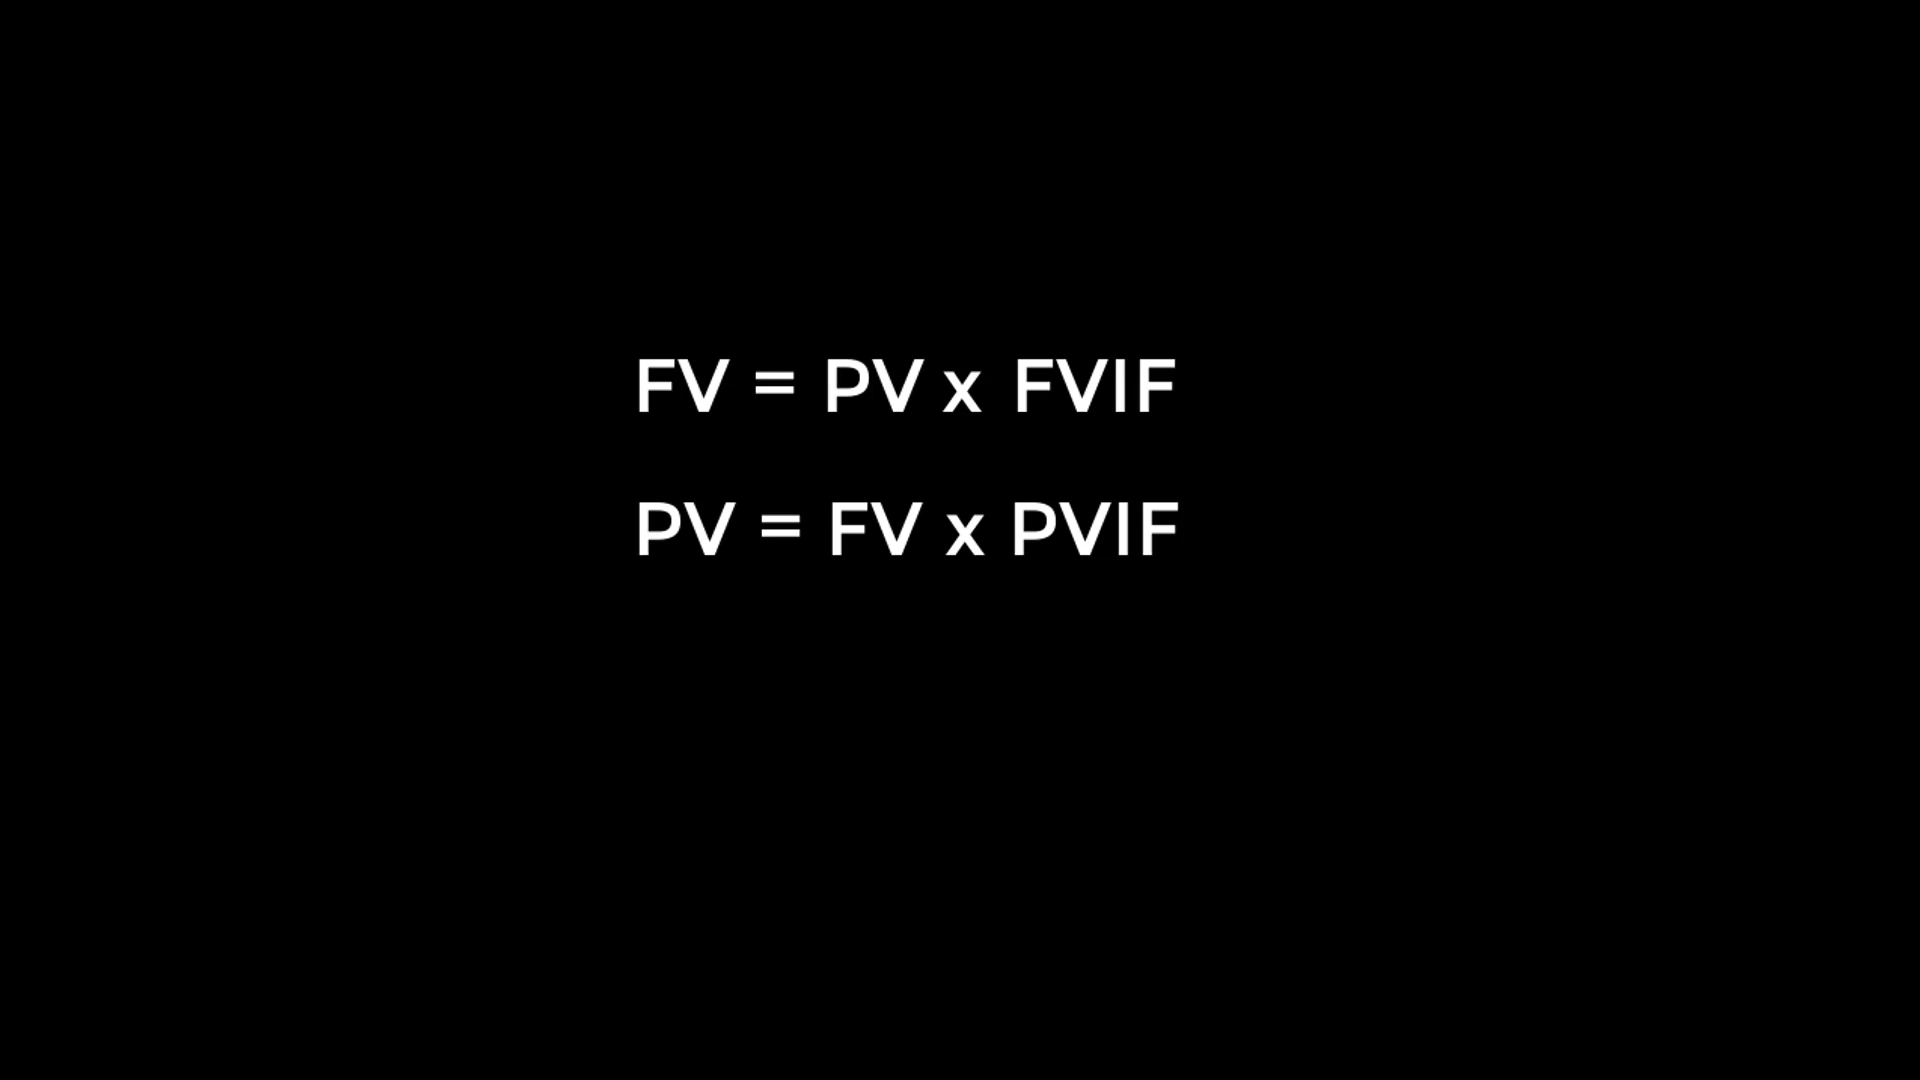 FV = PV x FVIF
PV = FV x PVIF